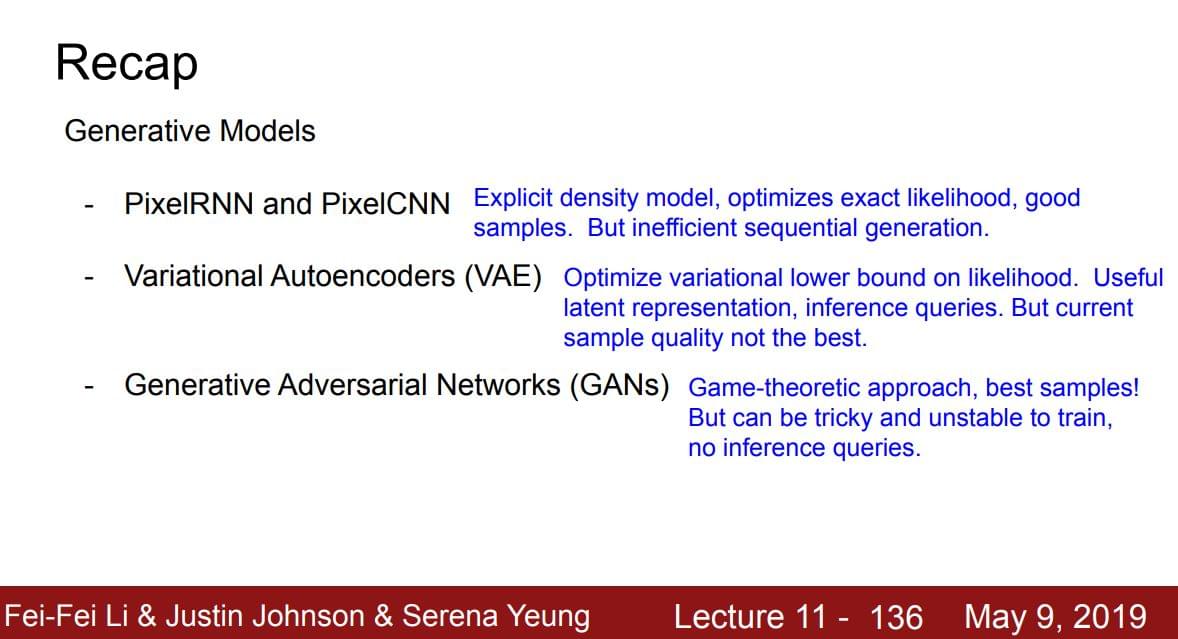 Recap
Generative Models
- PixelRNN and PixelCNN Explicit density model, optimizes exact likelihood, good
samples. But inefficient sequential generation.
- Variational Autoencoders (VAE) Optimize variational lower bound on likelihood. Useful
latent representation, inference queries. But current
sample quality not the best.
- Generative Adversarial Networks (GANs) Game-theoretic approach, best samples!
But can be tricky and unstable to train,
no inference queries.
Fei-Fei Li & Justin Johnson & Serena Yeung Lecture 11 - 136 May 9, 2019